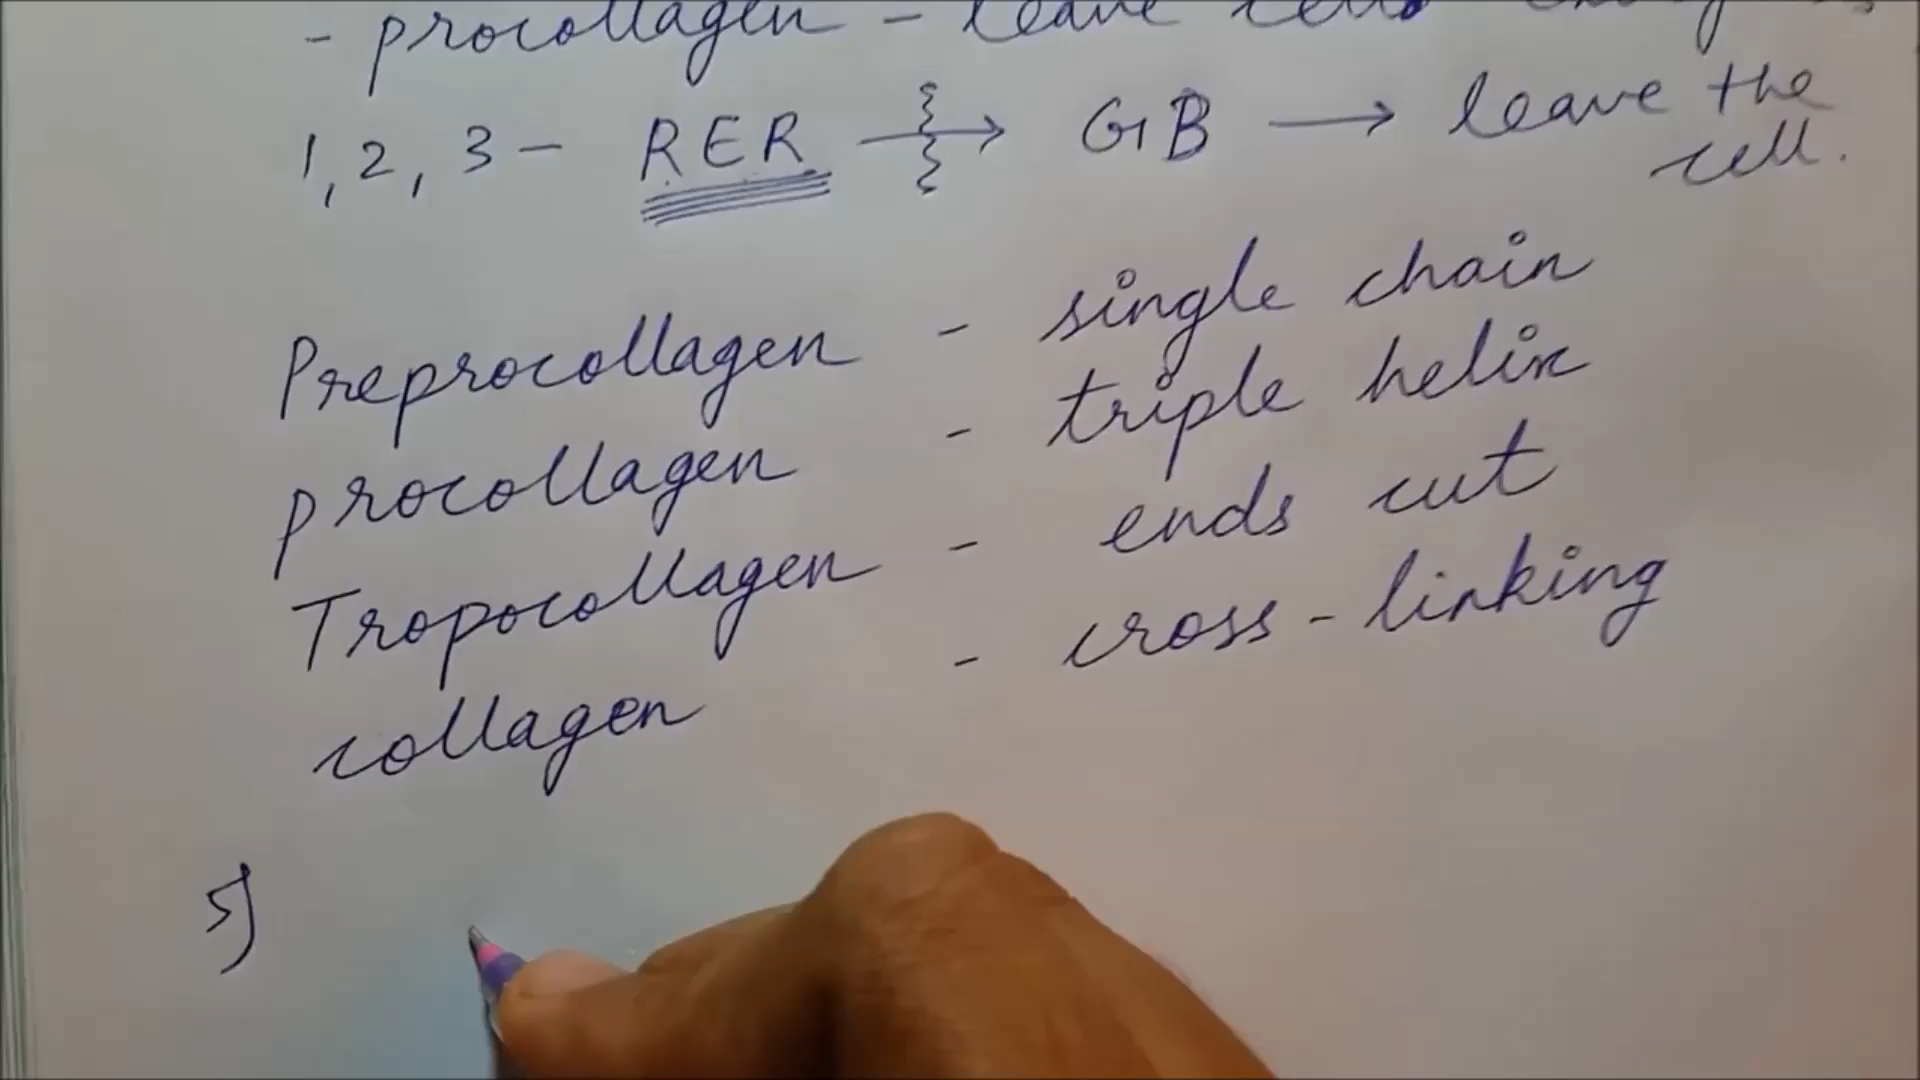 - procollagen - leave cell
1, 2, 3 - RER → GB → leave the cell.
Preprocollagen - single chain
procollagen - triple helix
Tropocollagen - ends cut
collagen - cross-linking
5)